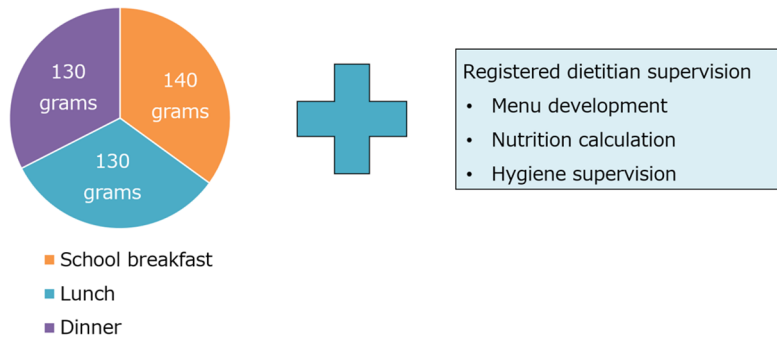 130
grams
140
grams
130
grams
School breakfast
Lunch
Dinner
Registered dietitian supervision
• Menu development
• Nutrition calculation
• Hygiene supervision